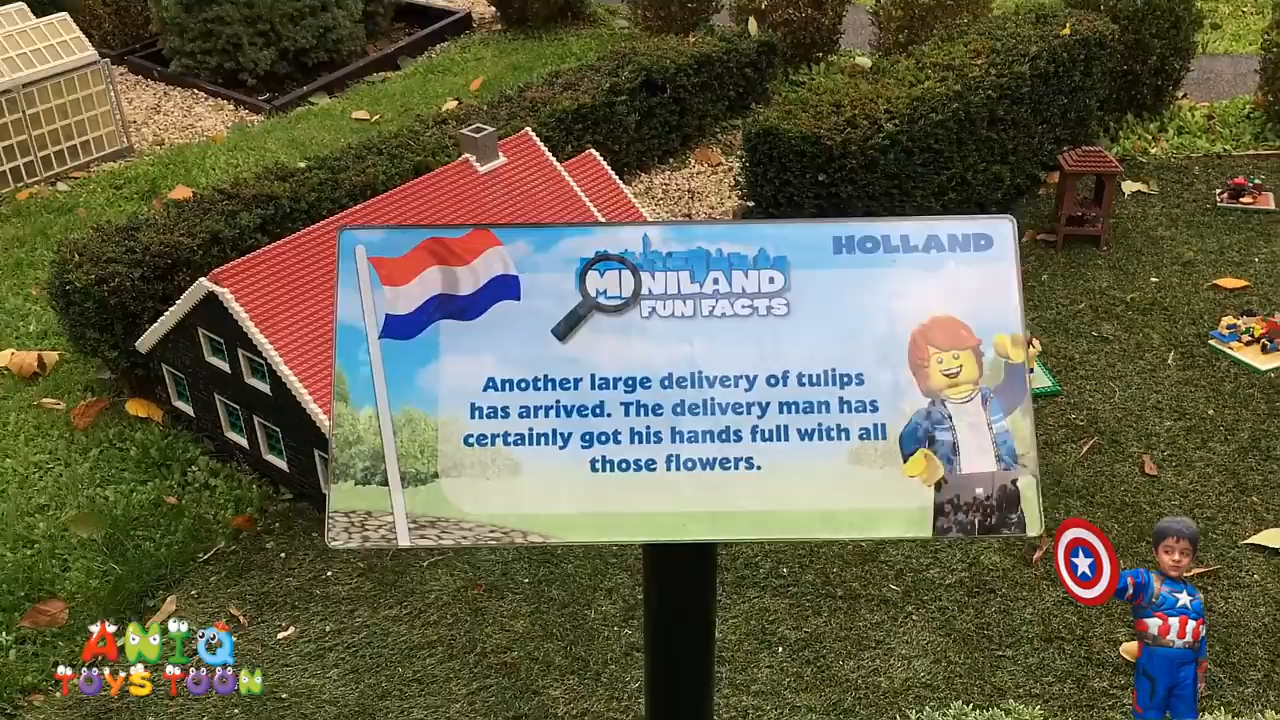 HOLLAND
MINILAND
FUN FACTS
Another large delivery of tulips
has arrived. The delivery man has
certainly got his hands full with all
those flowers.
ANIQ
TOYS TOON